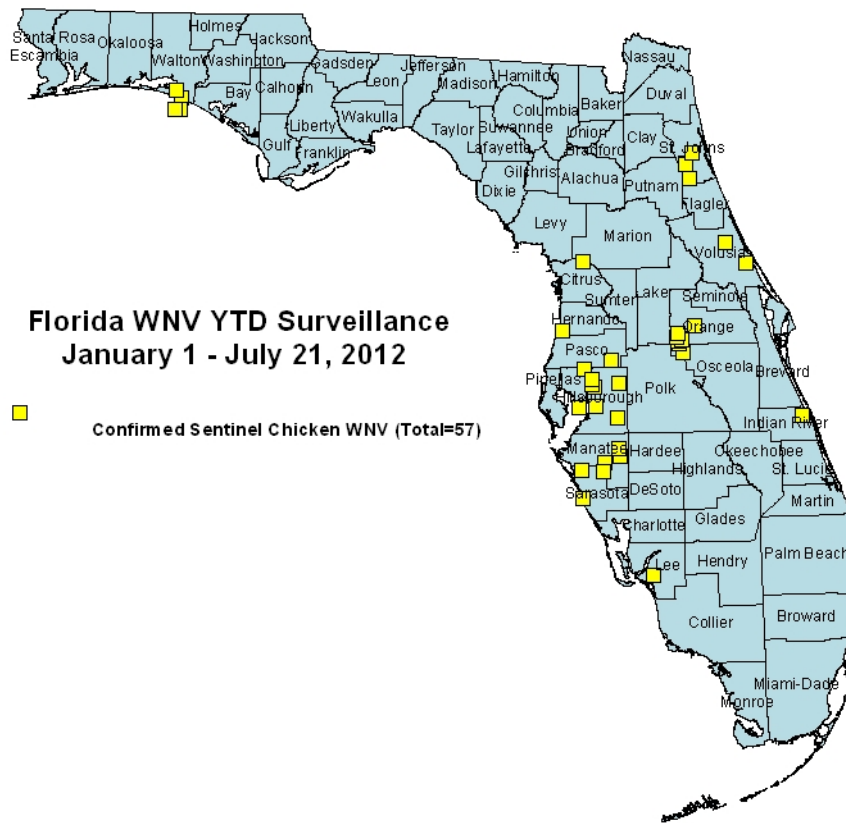 Holmes
Jackson
Santa Rosa
Okaloosa
Escambia
Walton
Washington
Gadsden
Jefferson
Leon
Madison
Hamilton
Nassau
Bay
Calhoun
Liberty
Wakulla
Gulf
Franklin
Taylor
Suwannee
Lafayette
Columbia
Baker
Duval
Union
Bradford
Clay
St. Johns
Gilchrist
Alachua
Putnam
Dixie
Flagler
Levy
Marion
Volusia
Citrus
Sumter
Lake
Seminole
Hernando
Orange
Pasco
Osceola
Brevard
Pinellas
Hillsborough
Polk
Indian River
Manatee
Hardee
Okeechobee
Highlands
St. Lucie
Sarasota
DeSoto
Martin
Charlotte
Glades
Lee
Hendry
Palm Beach
Collier
Broward
Miami-Dade
Monroe
Florida WNV YTD Surveillance
January 1 - July 21, 2012
Confirmed Sentinel Chicken WNV (Total=57)